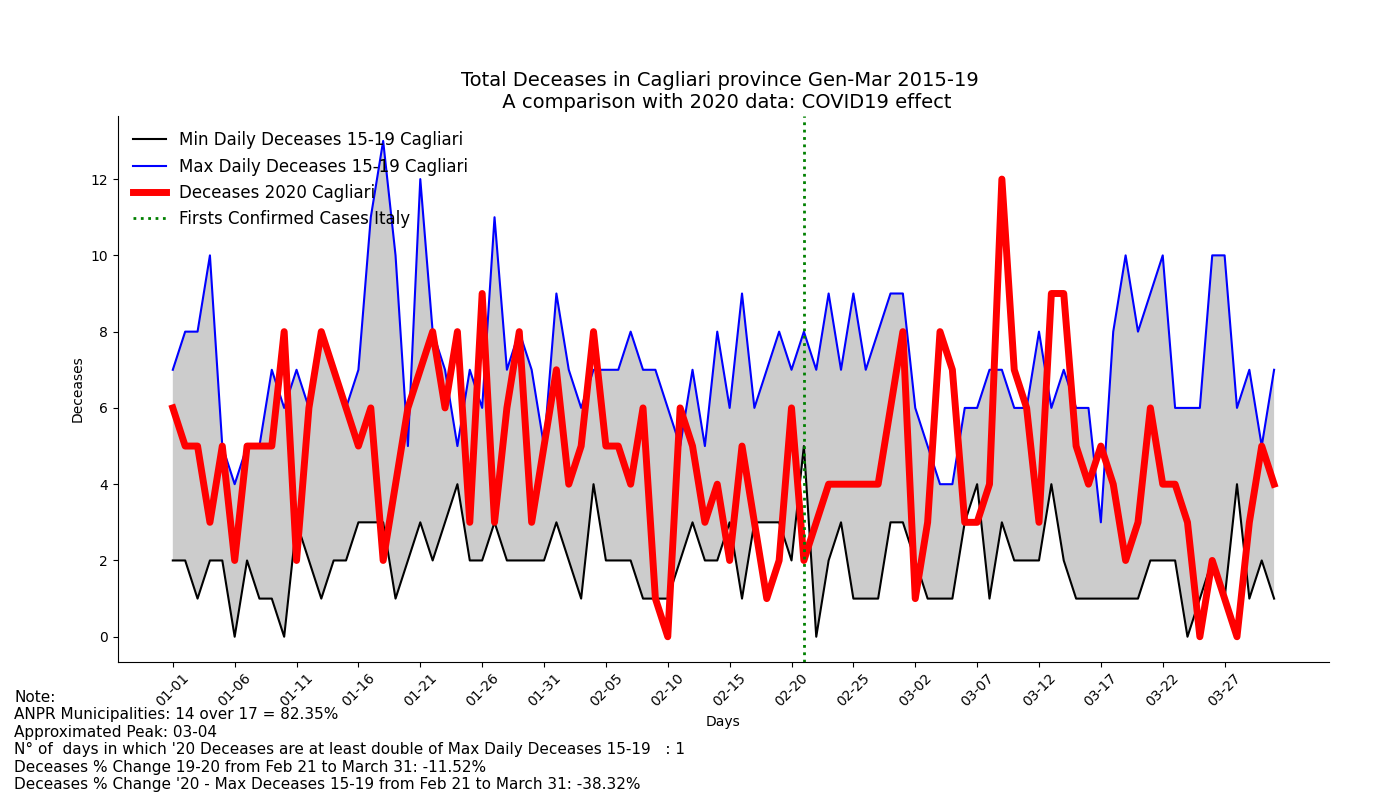 Total Deceases in Cagliari province Gen-Mar 2015-19
A comparison with 2020 data: COVID19 effect
Min Daily Deceases 15-19 Cagliari
Max Daily Deceases 15-19 Cagliari
Deceases 2020 Cagliari
Firsts Confirmed Cases Italy
Deceases
12
10
8
6
4
2
0
01-01 01-06 01-11 01-16 01-21 01-26 01-31 02-05 02-10 02-15 02-20 02-25 03-02 03-07 03-12 03-17 03-22 03-27
Days
Note:
ANPR Municipalities: 14 over 17 = 82.35%
Approximated Peak: 03-04
N° of  days in which '20 Deceases are at least double of Max Daily Deceases 15-19   : 1
Deceases % Change 19-20 from Feb 21 to March 31: -11.52%
Deceases % Change '20 - Max Deceases 15-19 from Feb 21 to March 31: -38.32%